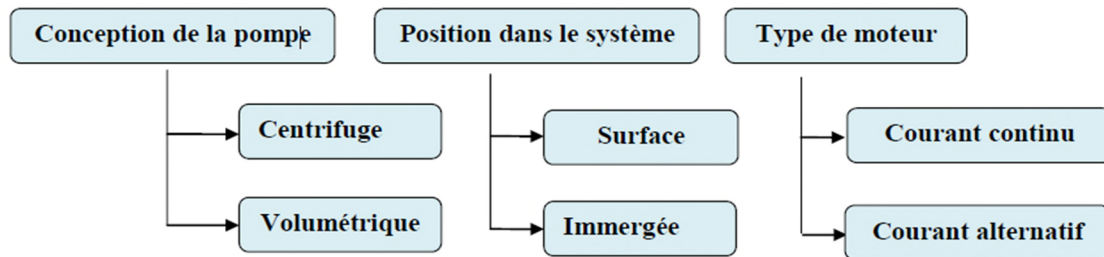 Conception de la pompe
Position dans le système
Type de moteur
Centrifuge
Surface
Courant continu
Volumétrique
Immergée
Courant alternatif